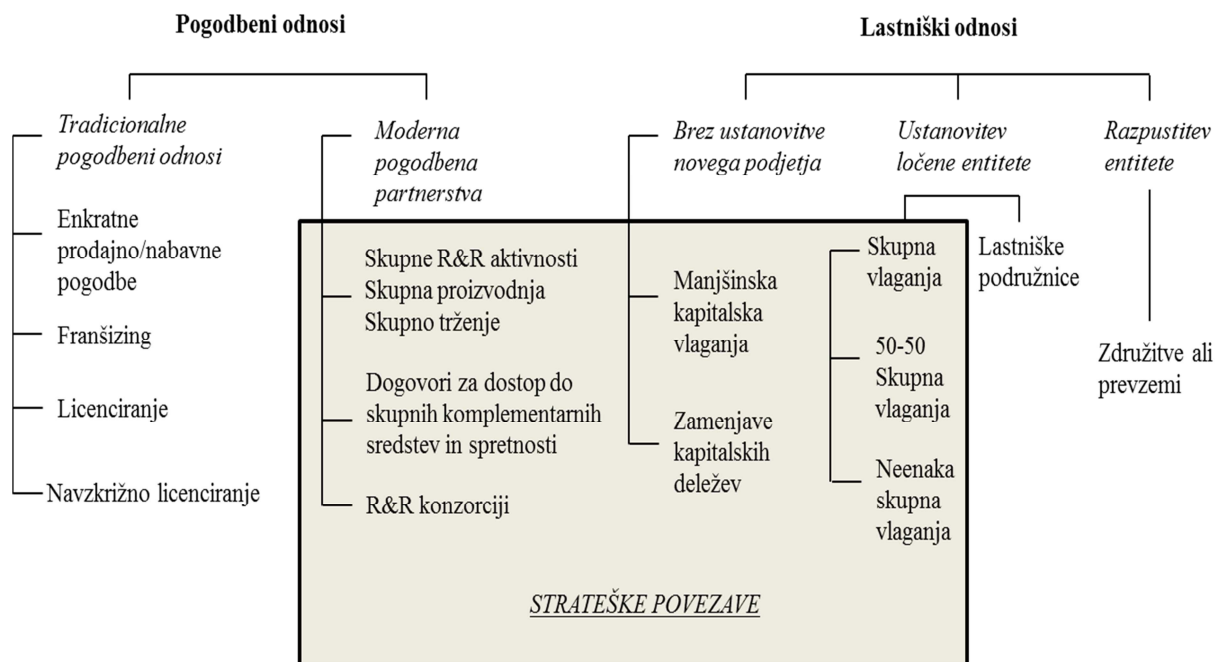 Pogodbeni odnosi
Lastniški odnosi
Tradicionalne
pogodbeni odnosi
Enkratne
prodajno/nabavne
pogodbe
Franšizing
Licenciranje
Navzkrižno licenciranje
Moderna
pogodbena
partnerstva
Skupne R&R aktivnosti
Skupna proizvodnja
Skupno trženje
Dogovori za dostop do
skupnih komplementarnih
sredstev in spretnosti
R&R konzorciji
Brez ustanovitve
novega podjetja
Manjšinska
kapitalska
vlaganja
Zamenjave
kapitalskih
deležev
Ustanovitev
ločene entitete
Skupna
vlaganja
50-50
Skupna
vlaganja
Neenaka
skupna
vlaganja
Lastniške
podružnice
Razpustitev
entitete
Združitve ali
prevzemi
STRATEŠKE POVEZAVE